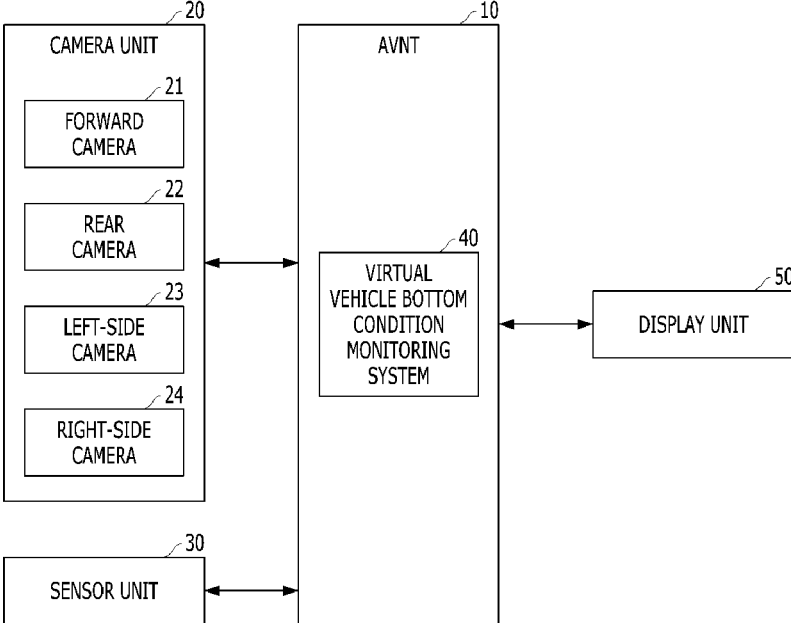 20
CAMERA UNIT
21
FORWARD
CAMERA
22
REAR
CAMERA
23
LEFT-SIDE
CAMERA
24
RIGHT-SIDE
CAMERA
30
SENSOR UNIT
10
AVNT
40
VIRTUAL
VEHICLE BOTTOM
CONDITION
MONITORING
SYSTEM
50
DISPLAY UNIT